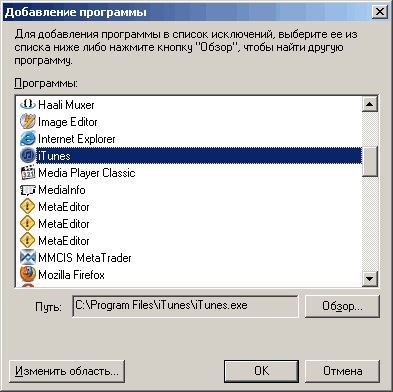 Добавление программы
Для добавления программы в список исключений, выберите ее из
списка ниже либо нажмите кнопку "Обзор", чтобы найти другую
программу.
Программы:
Haali Muxer
Image Editor
Internet Explorer
iTunes
Media Player Classic
MediaInfo
MetaEditor
MetaEditor
MetaEditor
MMCIS MetaTrader
Mozilla Firefox
Путь:
C:\Program Files\iTunes\iTunes.exe
Обзор...
Изменить область...
OK
Отмена